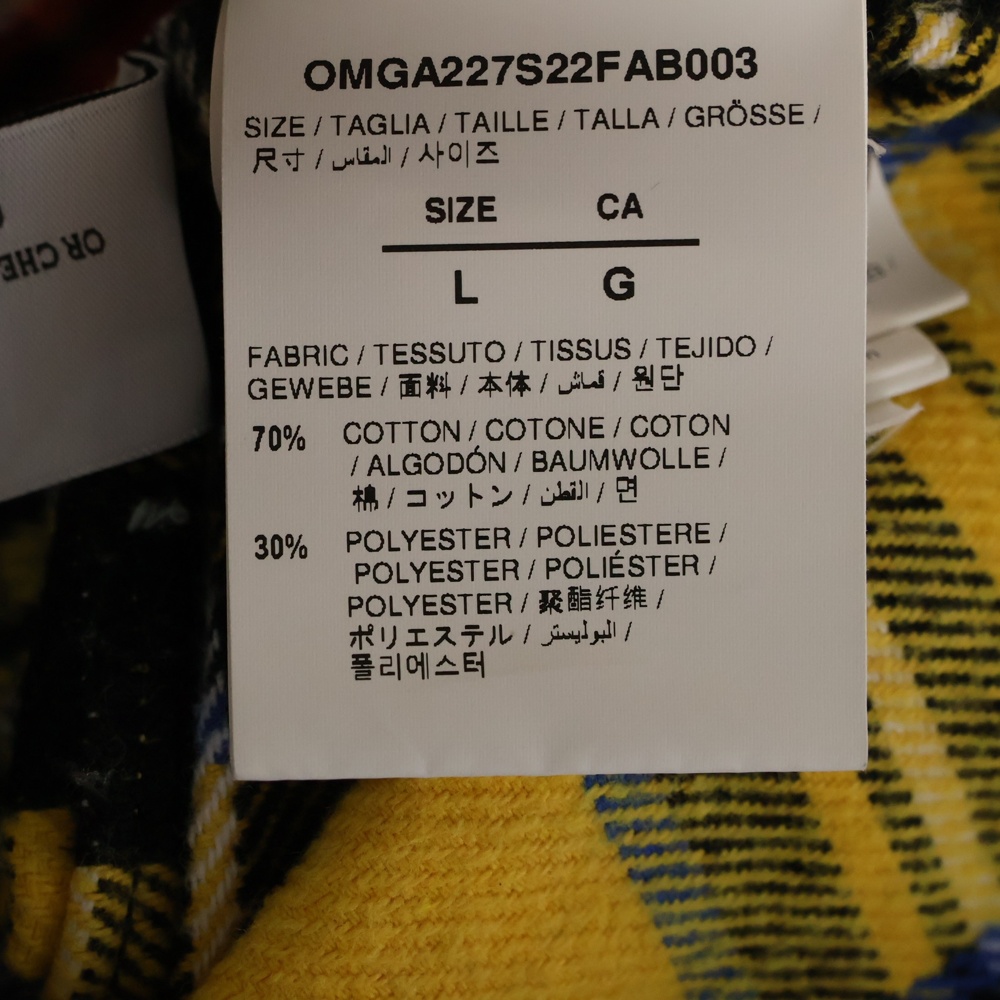 OMGA227S22FAB003
SIZE / TAGLIA / TAILLE / TALLA / GRÖSSE /
尺寸 / المقاس / 사이즈
SIZE CA
L G
FABRIC / TESSUTO / TISSUS / TEJIDO /
GEWEBE / 面料 / 本体 / قماش / 원단
70% COTTON / COTONE / COTON
/ ALGODÓN / BAUMWOLLE /
棉 / コットン / القطن / 면
30% POLYESTER / POLIESTERE /
POLYESTER / POLIÉSTER /
POLYESTER / 聚酯纤维 /
ポリエステル / البوليستر /
폴리에스터
OR CHE